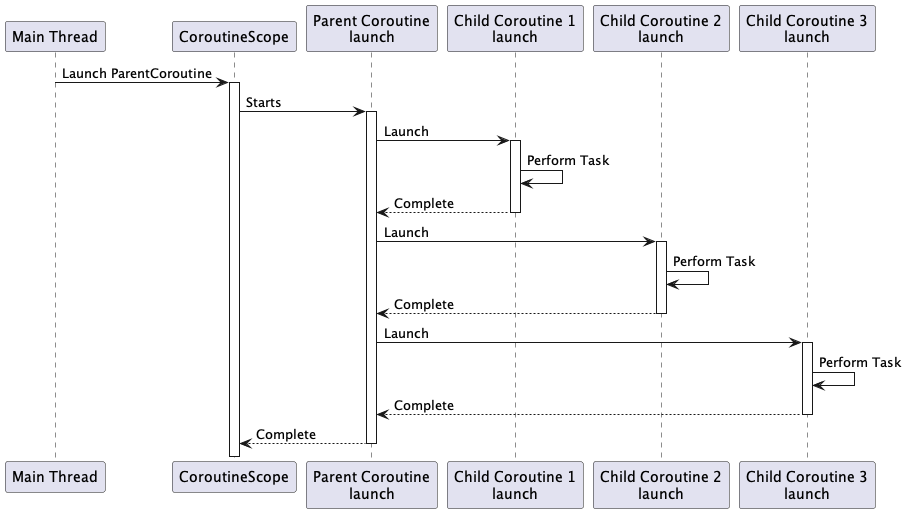 Main Thread
CoroutineScope
Parent Coroutine
launch
Child Coroutine 1
launch
Child Coroutine 2
launch
Child Coroutine 3
launch
Launch ParentCoroutine
Starts
Launch
Perform Task
Complete
Launch
Perform Task
Complete
Launch
Perform Task
Complete
Complete
Main Thread
CoroutineScope
Parent Coroutine
launch
Child Coroutine 1
launch
Child Coroutine 2
launch
Child Coroutine 3
launch